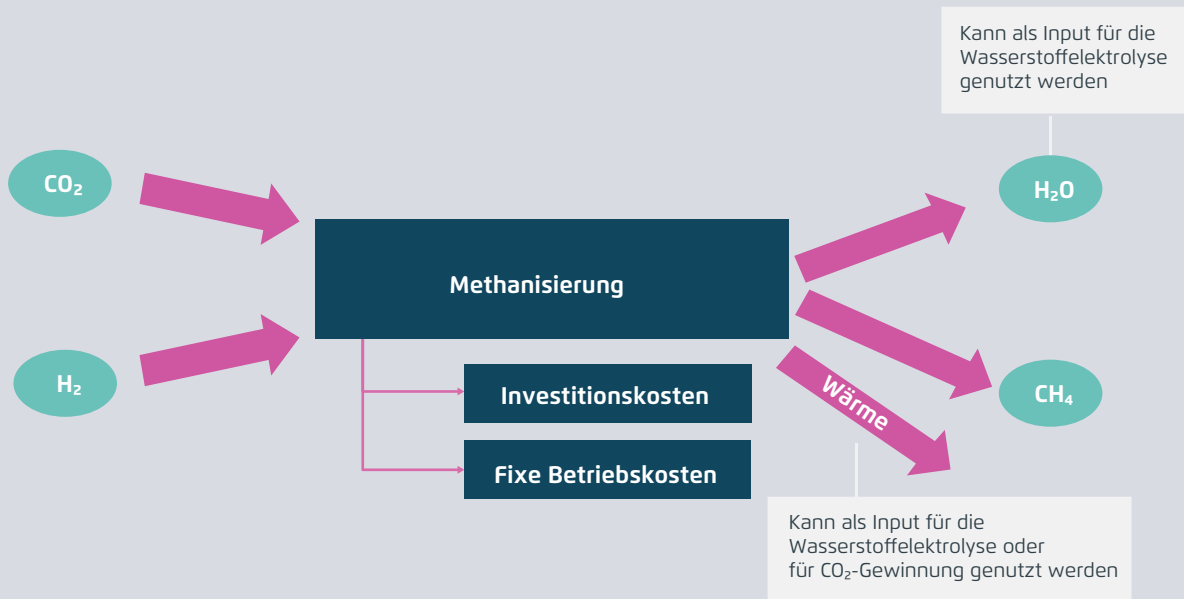 Kann als Input für die
Wasserstoffelektrolyse
genutzt werden
CO₂
H₂O
Methanisierung
H₂
Investitionskosten
Wärme
CH₄
Fixe Betriebskosten
Kann als Input für die
Wasserstoffelektrolyse oder
für CO₂-Gewinnung genutzt werden